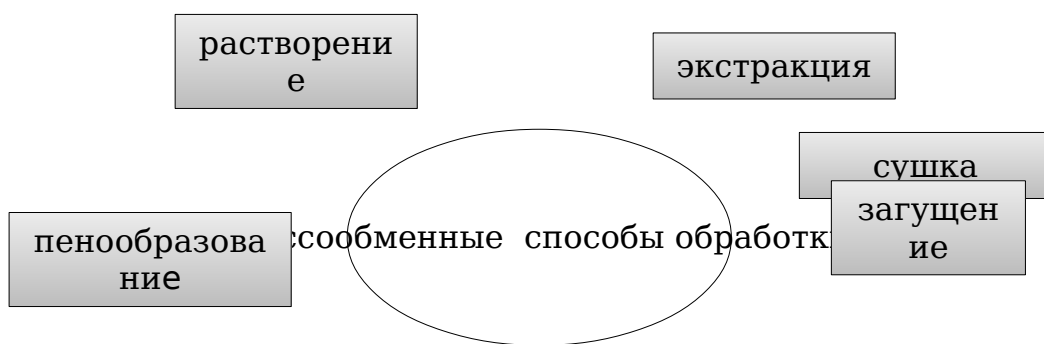 растворени
е
экстракция
сушка
загущен
ие
ссообменные способы обработк
пенообразова
ние